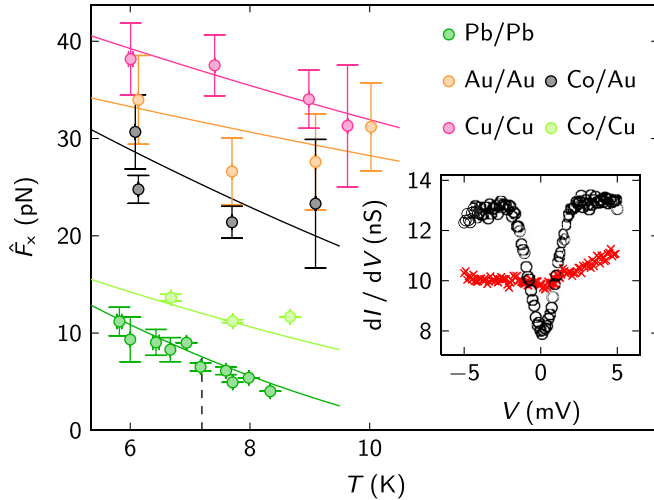 40
30
20
10
0
F̂ₓ (pN)
6
8
10
T (K)
Pb/Pb
Au/Au
Co/Au
Cu/Cu
Co/Cu
14
12
10
8
dI / dV (nS)
−5
0
5
V (mV)